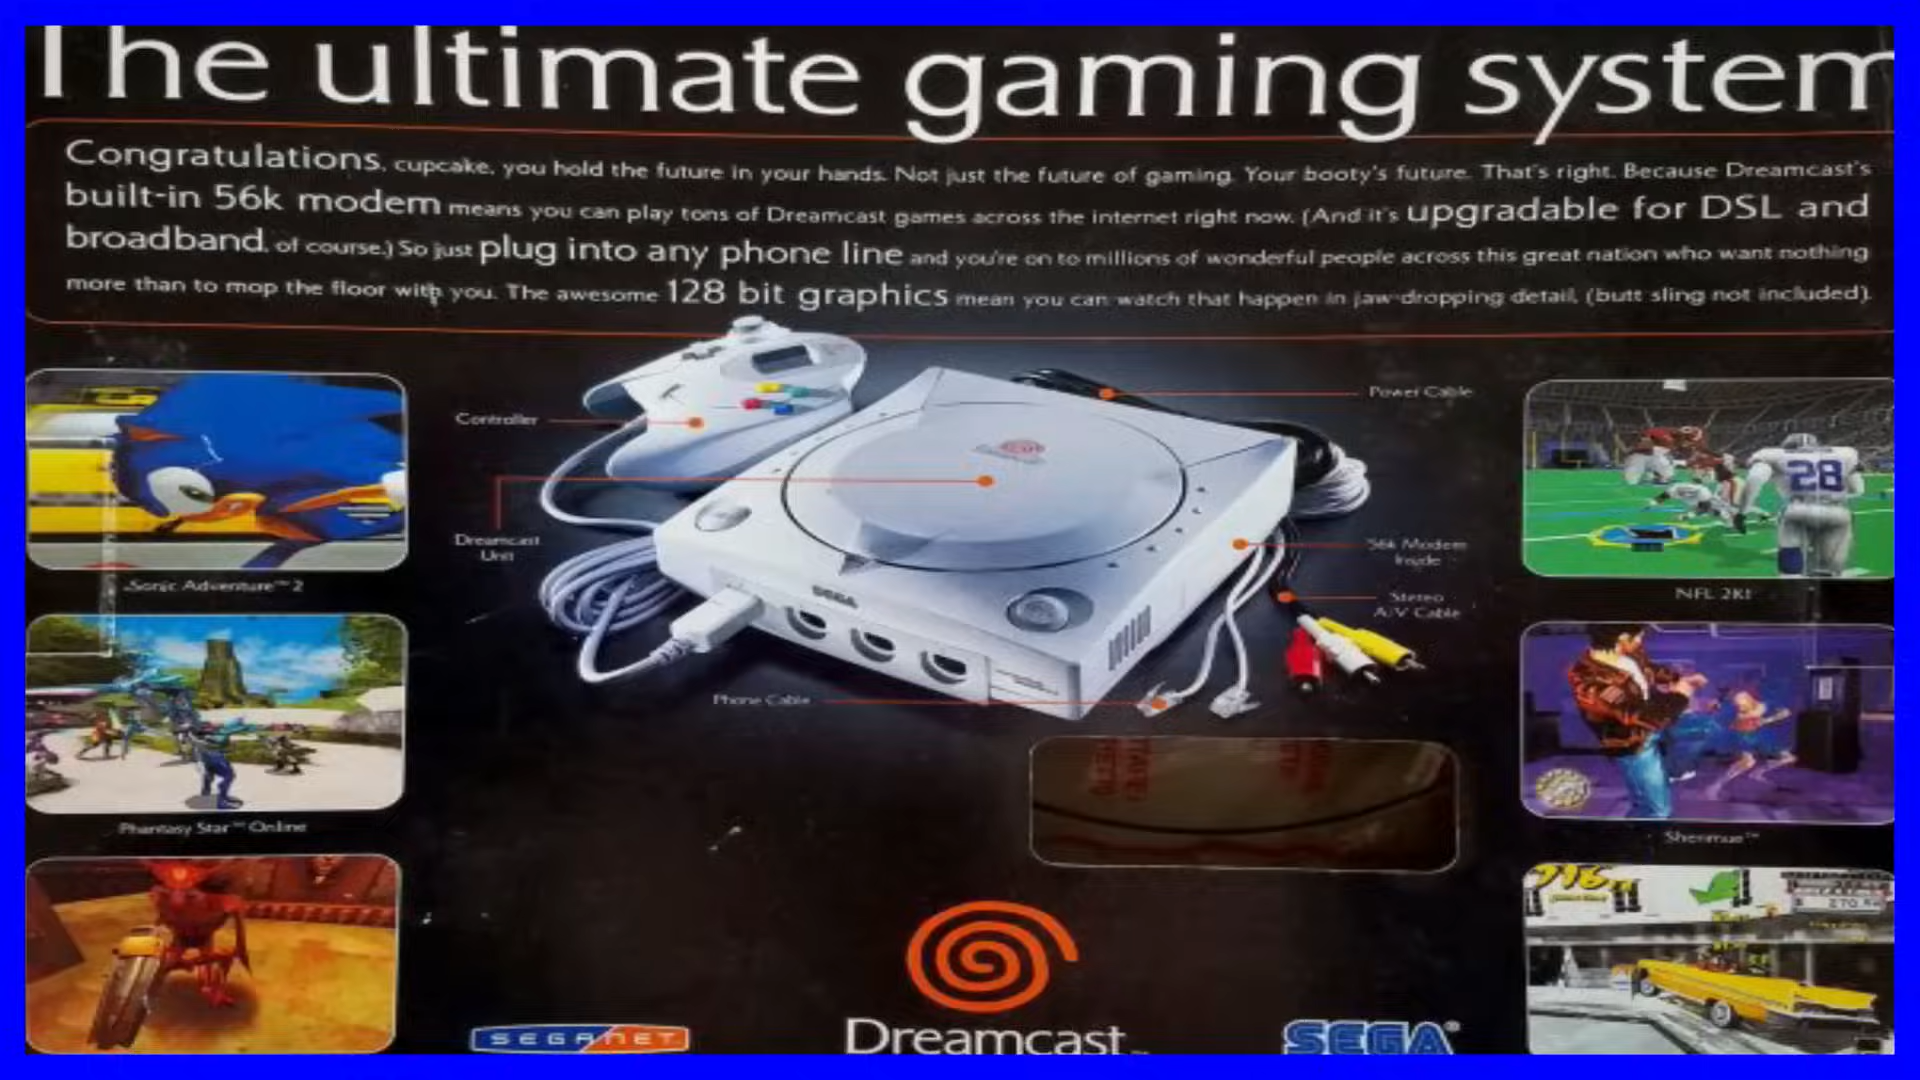 The ultimate gaming system
Congratulations, cupcake, you hold the future in your hands. Not just the future of gaming. Your booty's future. That's right. Because Dreamcast's
built-in 56k modem means you can play tons of Dreamcast games across the internet right now. (And it's upgradable for DSL and
broadband, of course.) So just plug into any phone line and you're on to millions of wonderful people across this great nation who want nothing
more than to mop the floor with you. The awesome 128 bit graphics mean you can watch that happen in jaw-dropping detail, (butt sling not included).
Controller
Power Cable
Dreamcast
Unit
56k Modem
Inside
Stereo
A/V Cable
Phone Cable
SEGA
28
Sonic Adventure™ 2
NFL 2K1
Phantasy Star™ Online
Shenmue™
SEGANET
Dreamcast™
SEGA®